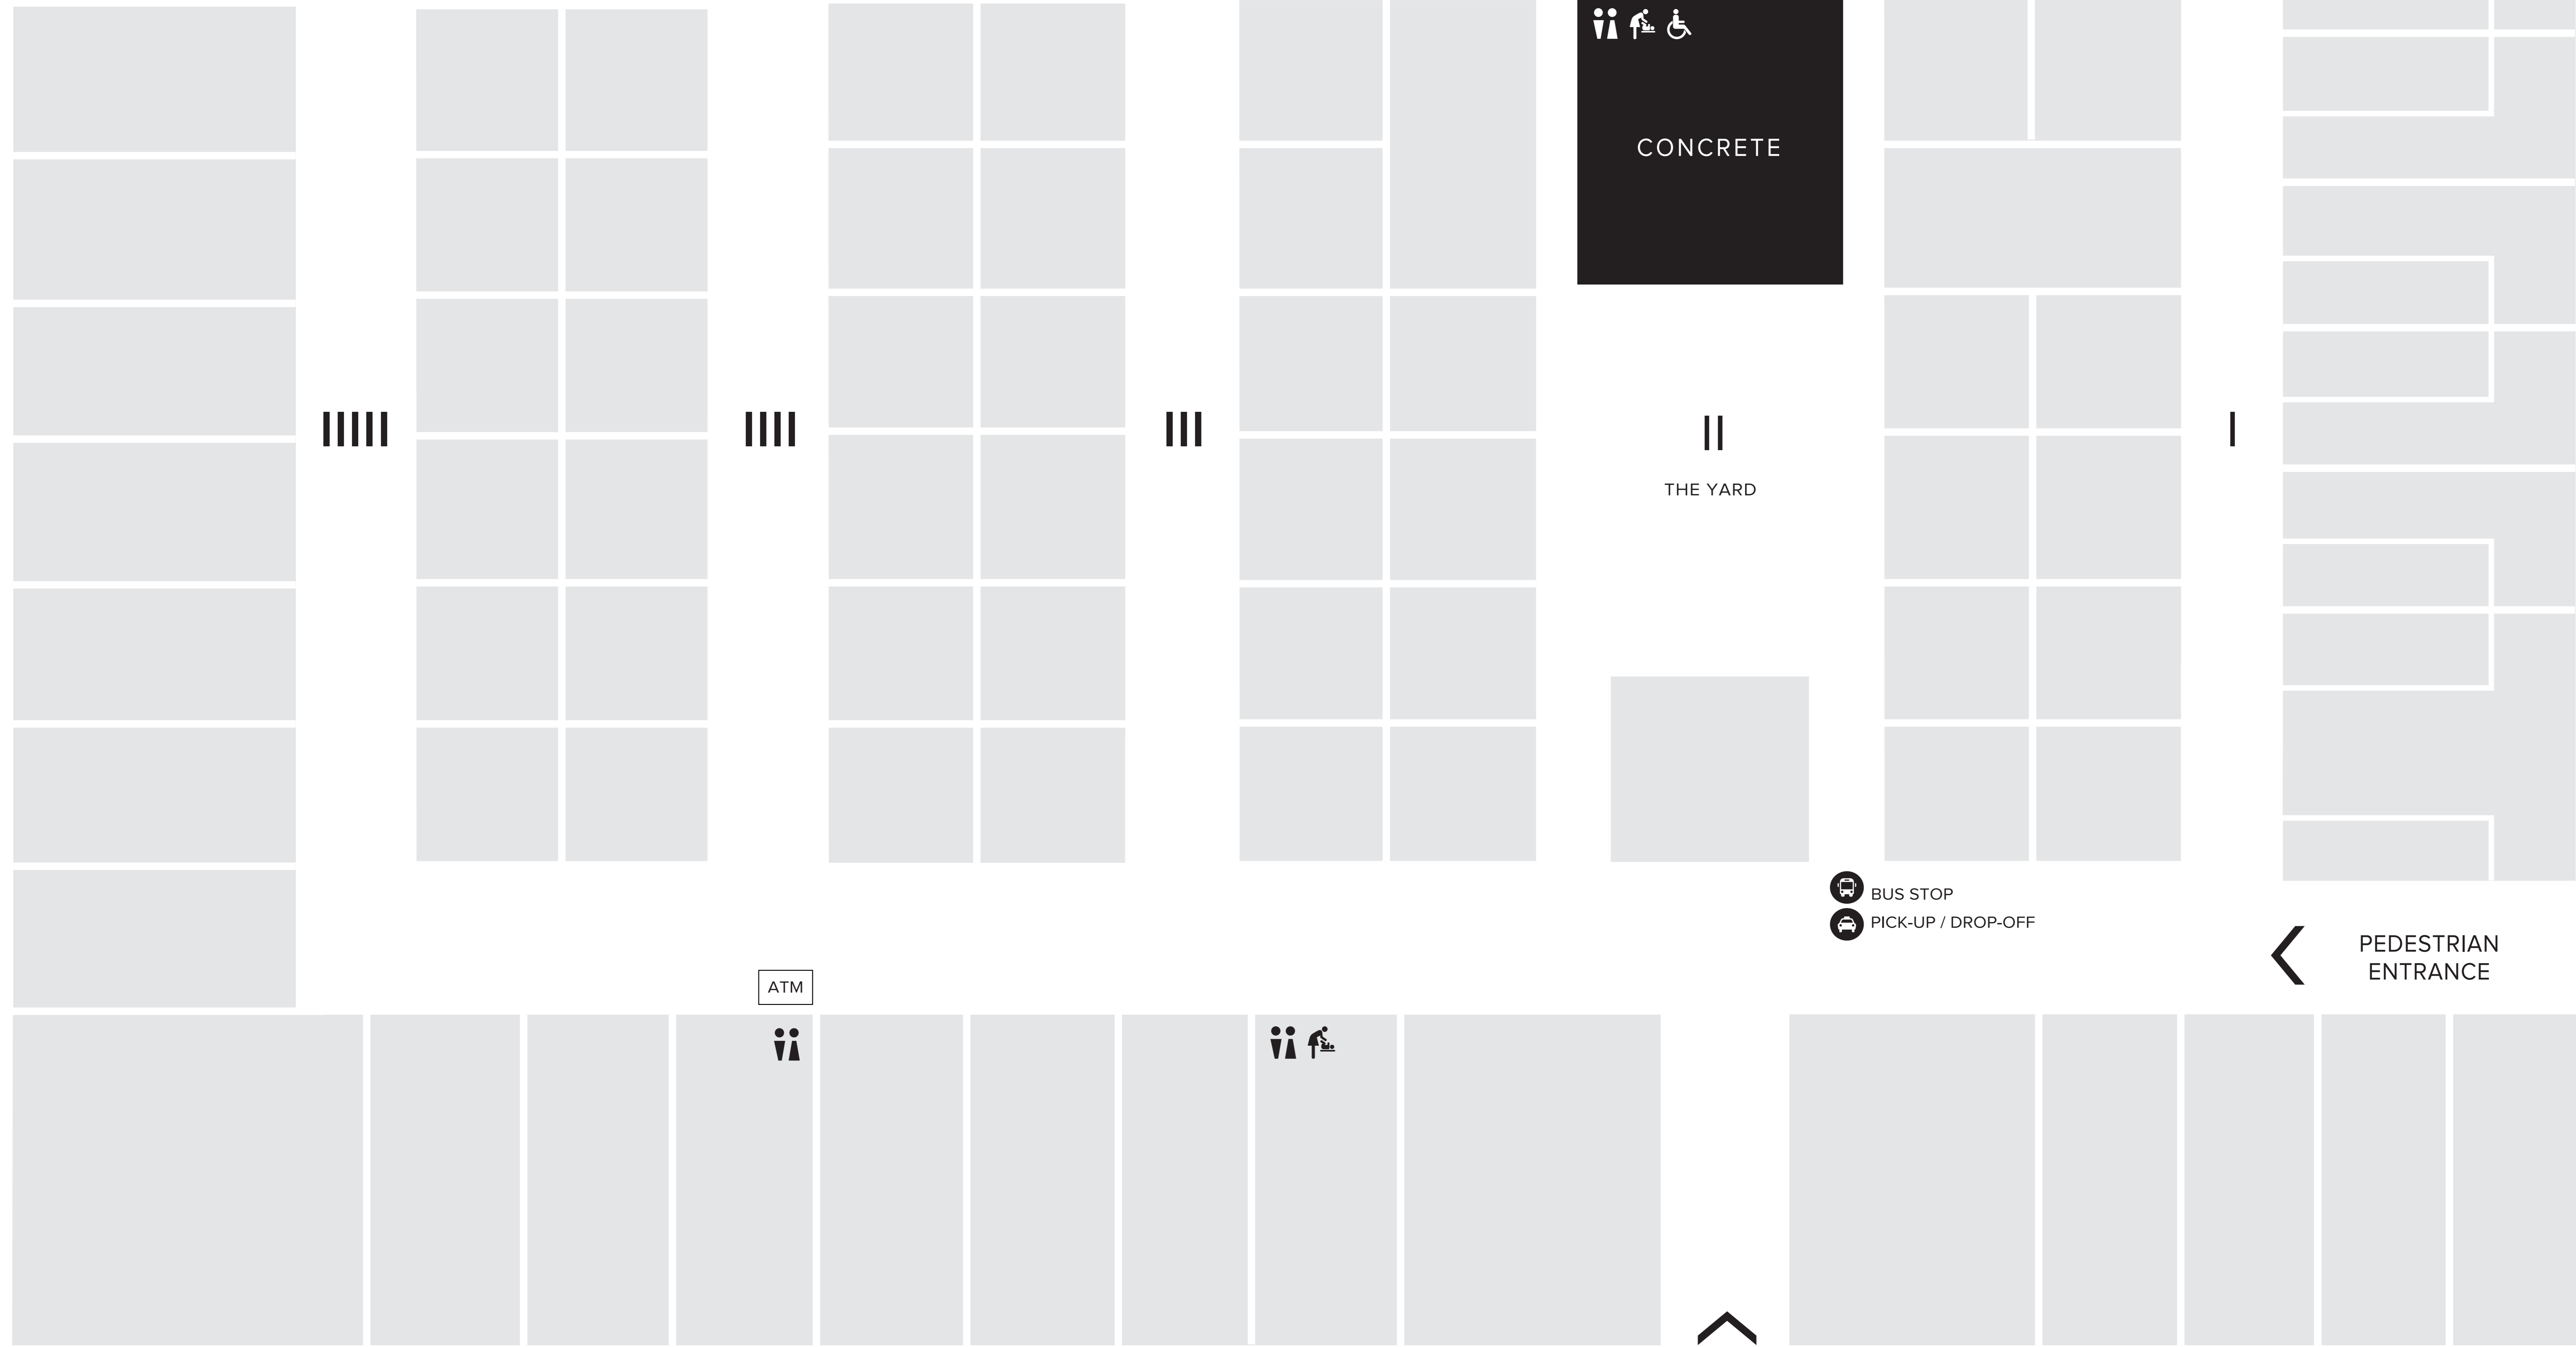 CONCRETE
THE YARD
BUS STOP
PICK-UP / DROP-OFF
PEDESTRIAN
ENTRANCE
ATM